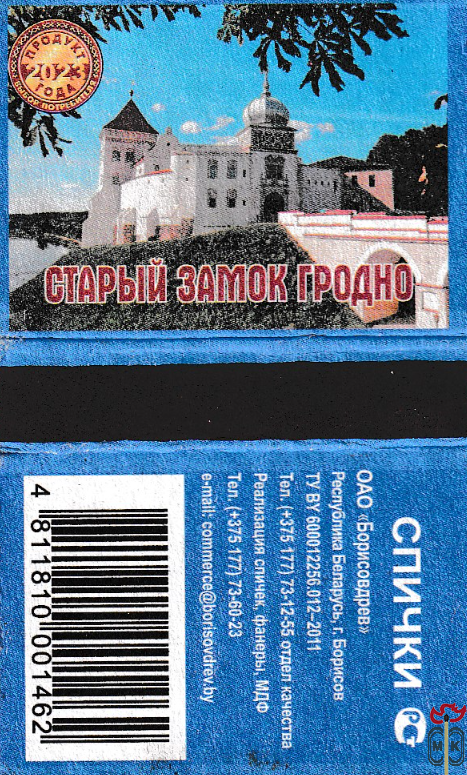 ПРОДУКТ
2023
ГОДА
ВЫБОР ПОТРЕБИТЕЛЯ
СТАРЫЙ ЗАМОК ГРОДНО
СПИЧКИ
ОАО «Борисовдрев»
Республика Беларусь, г. Борисов
ТУ BY 600012256.012–2011
Тел. (+375 177) 73-12-55 отдел качества
Реализация спичек, фанеры, МДФ
Тел. (+375 177) 73-60-23
e-mail: commerce@borisovdrev.by
4 811810 001462
МК